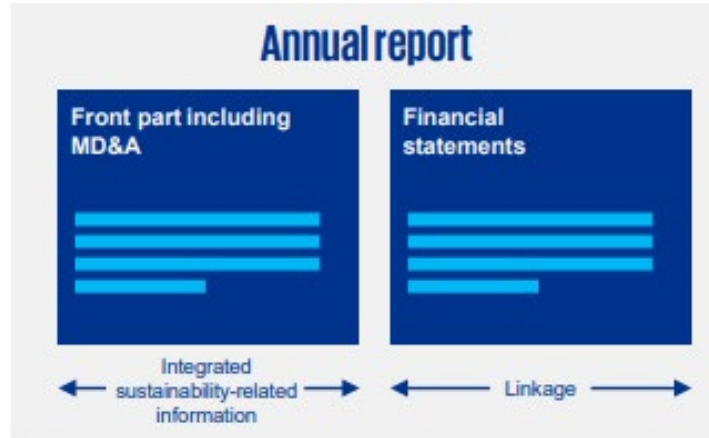 Annual report
Front part including
MD&A
Financial
statements
Integrated
sustainability-related
information
Linkage